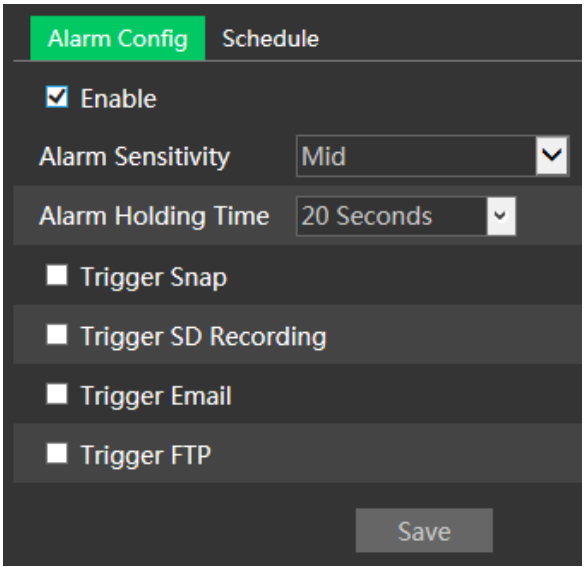 Alarm Config Schedule
Enable
Alarm Sensitivity Mid
Alarm Holding Time 20 Seconds
Trigger Snap
Trigger SD Recording
Trigger Email
Trigger FTP
Save